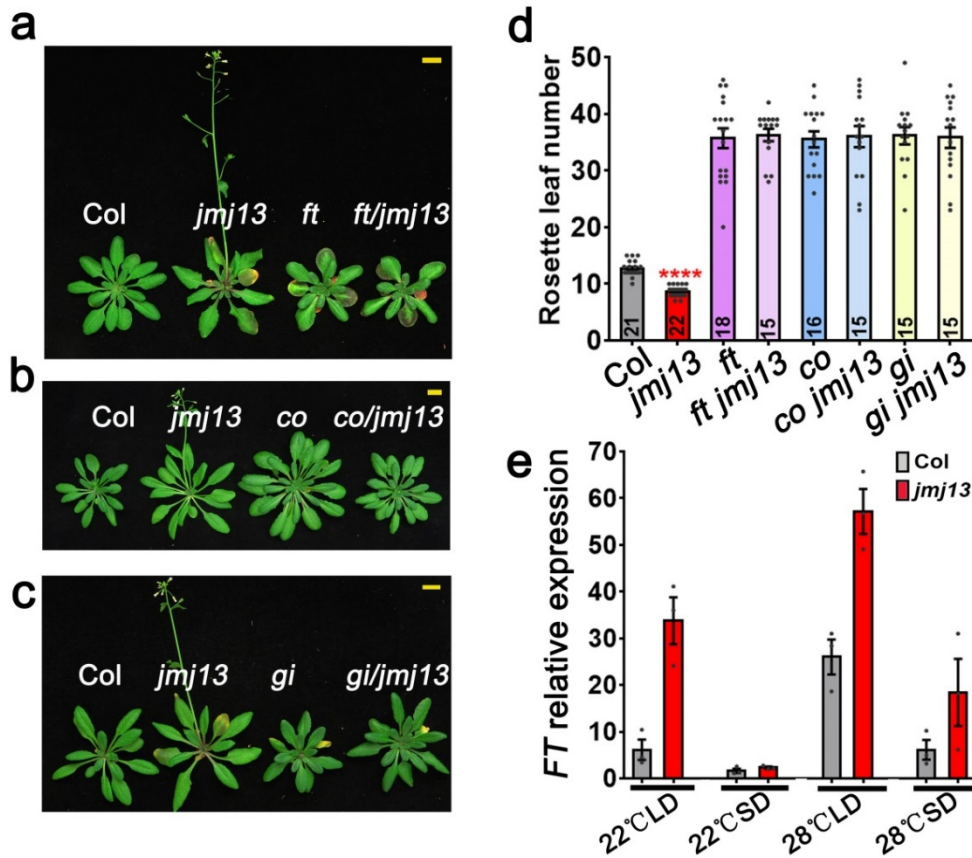 a
Col jmj13 ft ft/jmj13
b
Col jmj13 co co/jmj13
c
Col jmj13 gi gi/jmj13
d
Rosette leaf number
50
40
30
20
10
0
****
21 22 18 15 16 15 15 15
Col jmj13 ft ft jmj13 co co jmj13 gi gi jmj13
e
FT relative expression
70
60
50
40
30
20
10
0
Col
jmj13
22℃LD 22℃SD 28℃LD 28℃SD